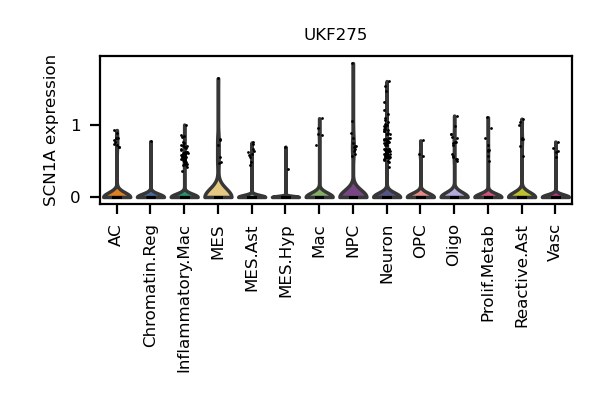 UKF275
SCN1A expression
1
0
AC
Chromatin.Reg
Inflammatory.Mac
MES
MES.Ast
MES.Hyp
Mac
NPC
Neuron
OPC
Oligo
Prolif.Metab
Reactive.Ast
Vasc